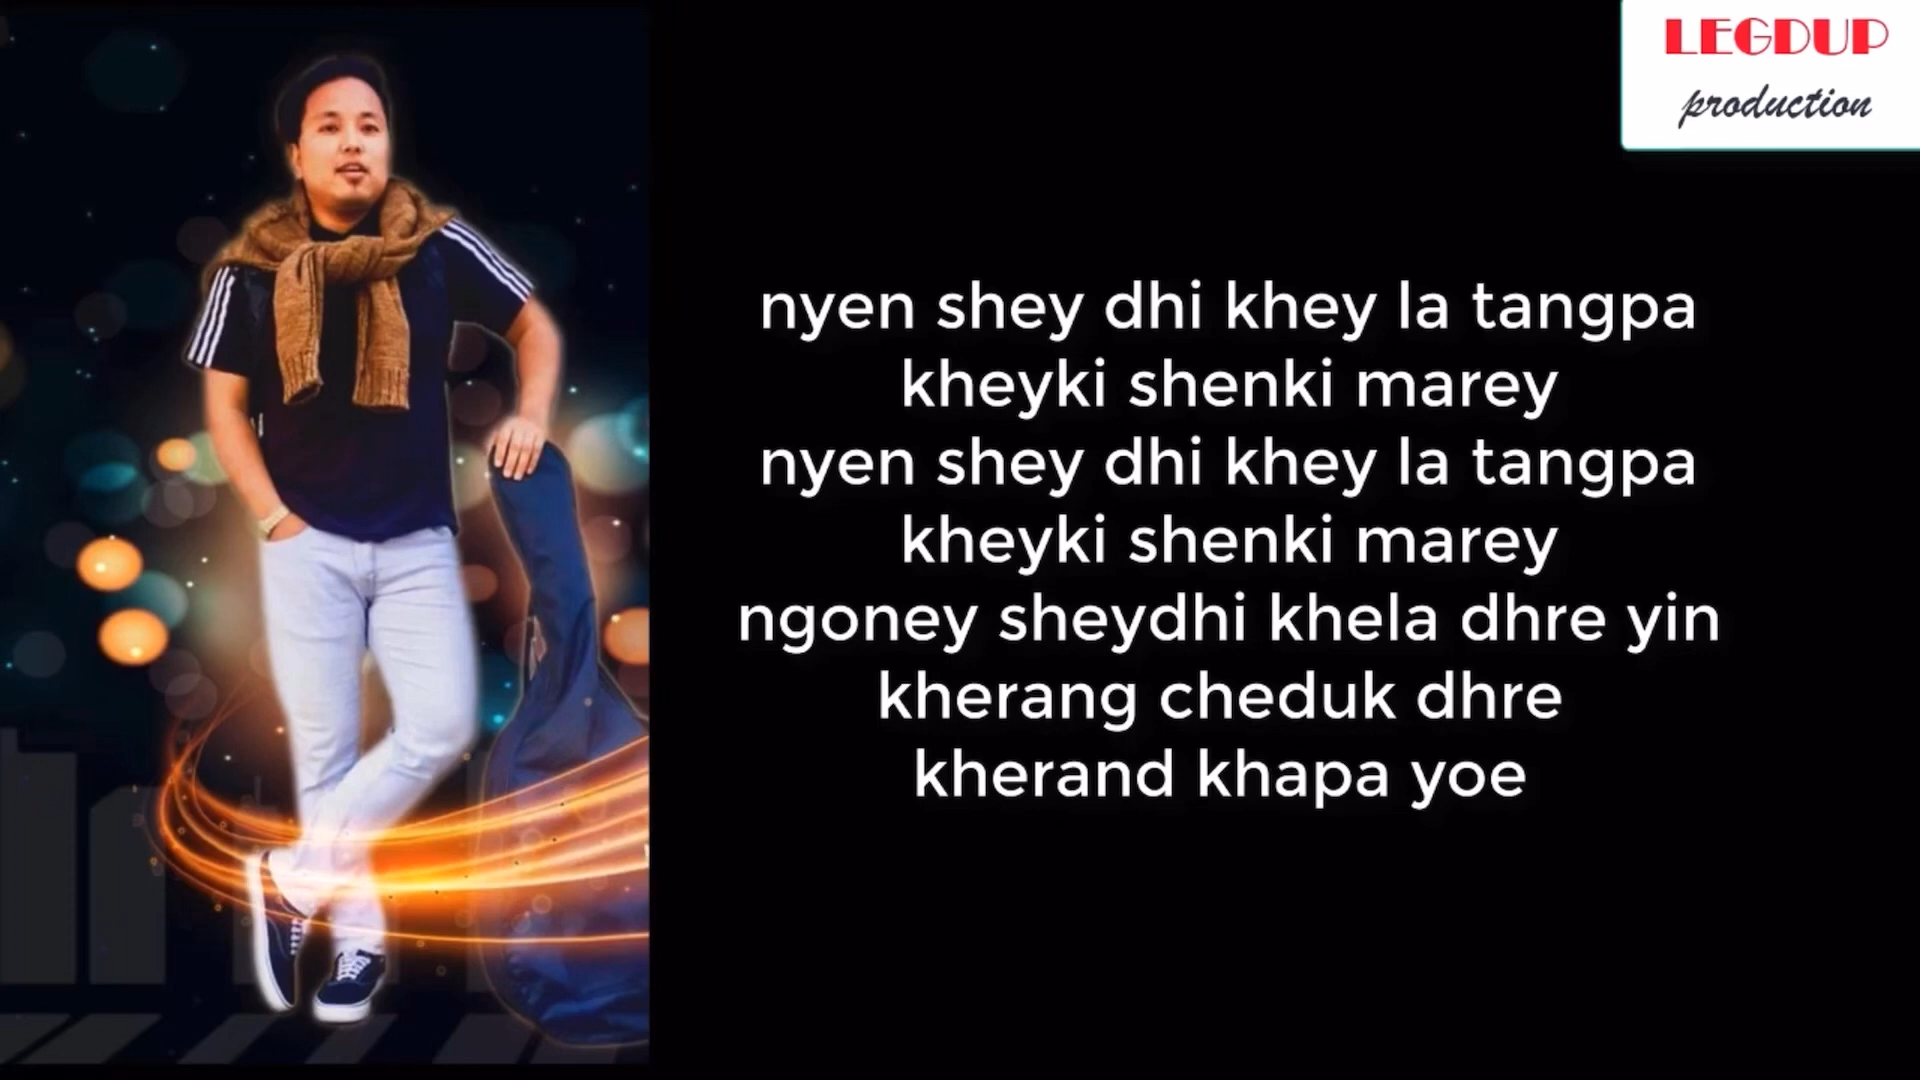 LEGDUP
production
nyen shey dhi khey la tangpa
kheyki shenki marey
nyen shey dhi khey la tangpa
kheyki shenki marey
ngoney sheydhi khela dhre yin
kherang cheduk dhre
kherand khapa yoe